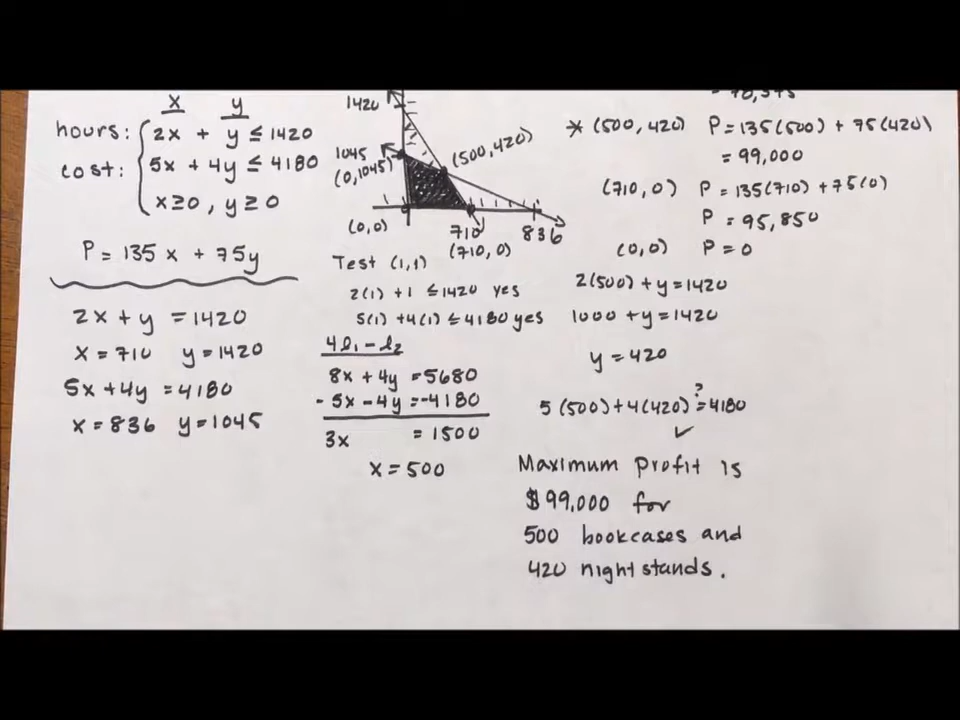 x y
hours: 2x + y ≤ 1420
cost: 5x + 4y ≤ 4180
x≥0, y≥0
P = 135x + 75y
2x + y = 1420
x = 710 y = 1420
5x + 4y = 4180
x = 836 y = 1045
1420
1045
(0,1045)
(500,420)
(0,0)
710
836
(710,0)
Test (1,1)
2(1) + 1 ≤ 1420 yes
5(1) + 4(1) ≤ 4180 yes
4l₁ - l₂
8x + 4y = 5680
- 5x - 4y = -4180
3x = 1500
x = 500
* (500,420) P = 135(500) + 75(420)
= 99,000
(710,0) P = 135(710) + 75(0)
P = 95,850
(0,0) P = 0
2(500) + y = 1420
1000 + y = 1420
y = 420
?
5(500) + 4(420) = 4180
✓
Maximum profit is
$99,000 for
500 bookcases and
420 nightstands.